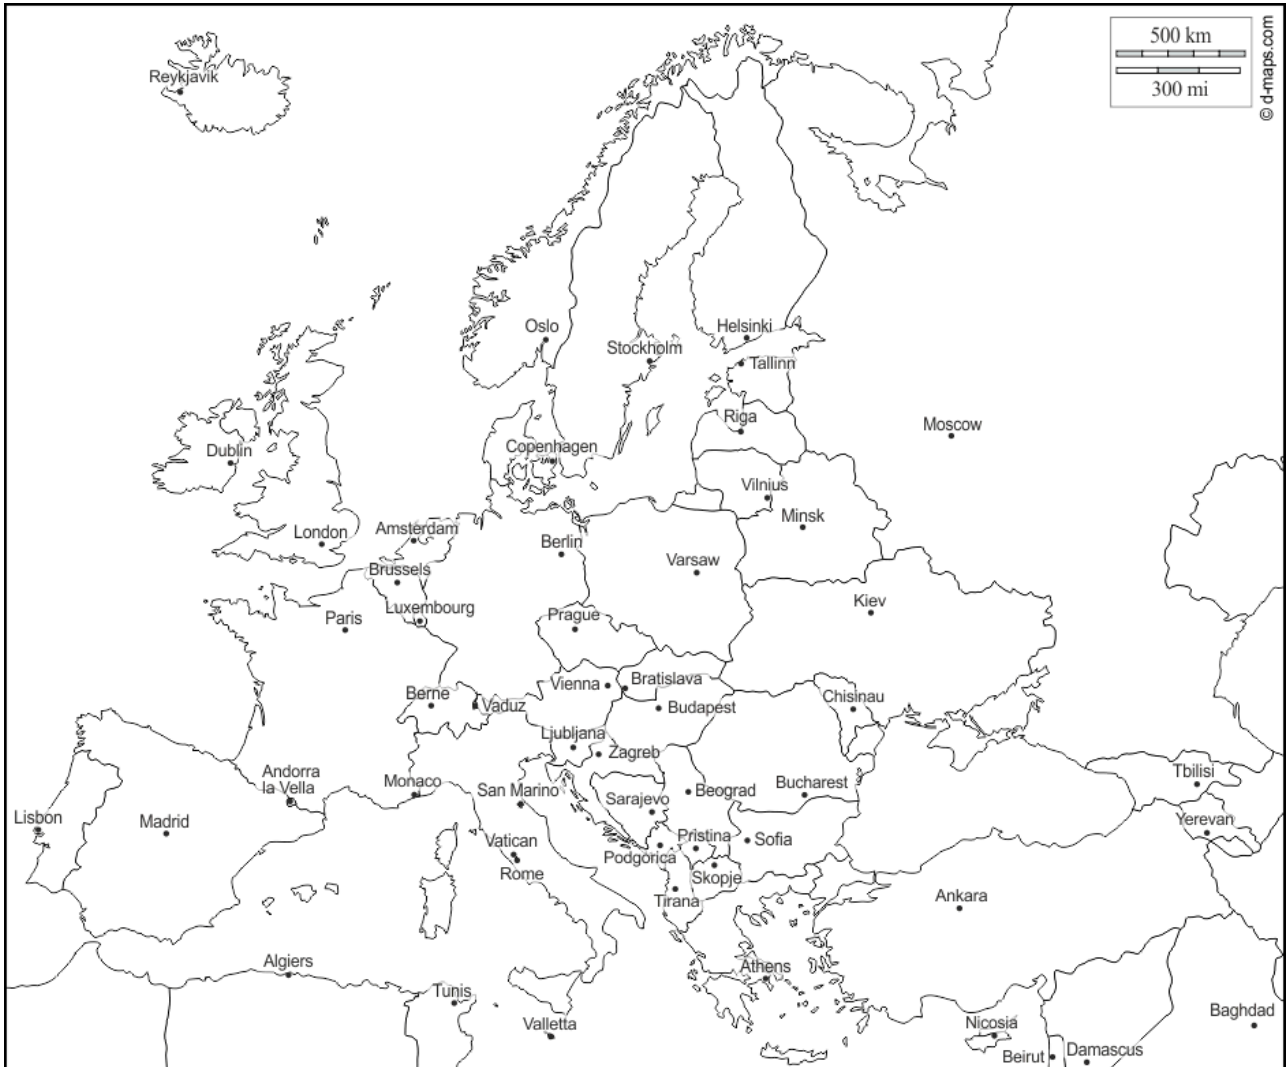 500 km
300 mi
© d-maps.com
Reykjavik
Oslo
Helsinki
Stockholm
Tallinn
Riga
Moscow
Copenhagen
Dublin
Vilnius
Minsk
London
Amsterdam
Berlin
Varsaw
Brussels
Kiev
Luxembourg
Paris
Prague
Vienna
Bratislava
Berne
Vaduz
Budapest
Chisinau
Ljubljana
Zagreb
Tbilisi
Andorra
la Vella
Monaco
San Marino
Sarajevo
Beograd
Bucharest
Lisbon
Madrid
Yerevan
Vatican
Pristina
Sofia
Podgorica
Rome
Skopje
Tirana
Ankara
Algiers
Athens
Tunis
Valletta
Nicosia
Baghdad
Beirut
Damascus